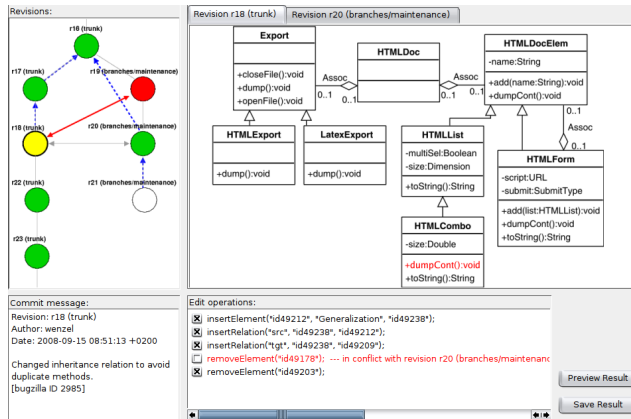 Revisions:
r16 (trunk)
r17 (trunk)
r19 (branches/maintenance)
r18 (trunk)
r20 (branches/maintenance)
r22 (trunk)
r21 (branches/maintenance)
r23 (trunk)
Revision r18 (trunk)
Revision r20 (branches/maintenance)
Export
+closeFile():void
+dump():void
+openFile():void
Assoc
0..1
HTMLDoc
Assoc
0..1
HTMLDocElem
-name:String
+add(name:String):void
+dumpCont():void
0..1
Assoc
0..1
HTMLExport
+dump():void
LatexExport
+dump():void
HTMLList
-multiSel:Boolean
-size:Dimension
+toString():String
HTMLForm
-script:URL
-submit:SubmitType
+add(list:HTMLList):void
+dumpCont():void
+toString():String
HTMLCombo
-size:Double
+dumpCont():void
+toString():String
Commit message:
Revision: r18 (trunk)
Author: wenzel
Date: 2008-09-15 08:51:13 +0200
Changed inheritance relation to avoid
duplicate methods.
[bugzilla ID 2985]
Edit operations:
insertElement("id49212", "Generalization", "id49238");
insertRelation("src", "id49238", "id49212");
insertRelation("tgt", "id49238", "id49209");
removeElement("id49178"); --- in conflict with revision r20 (branches/maintenanc
removeElement("id49203");
Preview Result
Save Result